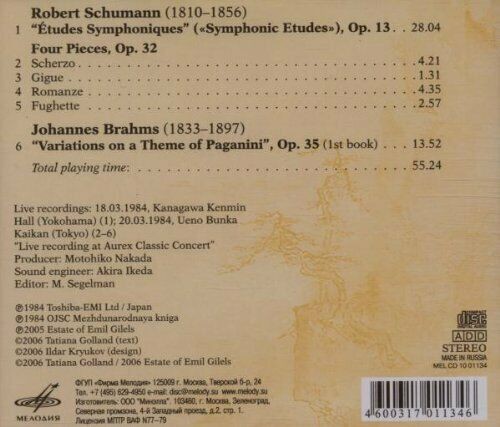 Robert Schumann (1810–1856)
1 “Études Symphoniques” («Symphonic Etudes»), Op. 13 .. 28.04
Four Pieces, Op. 32
2 Scherzo 4.21
3 Gigue 1.31
4 Romanze 4.35
5 Fughette 2.57
Johannes Brahms (1833–1897)
6 “Variations on a Theme of Paganini”, Op. 35 (1st book) 13.52
Total playing time: 55.24
Live recordings: 18.03.1984, Kanagawa Kenmin
Hall (Yokohama) (1); 20.03.1984, Ueno Bunka
Kaikan (Tokyo) (2–6)
"Live recording at Aurex Classic Concert"
Producer: Motohiko Nakada
Sound engineer: Akira Ikeda
Editor: M. Segelman
℗1984 Toshiba-EMI Ltd / Japan
℗1984 OJSC Mezhdunarodnaya kniga
℗2005 Estate of Emil Gilels
©2006 Tatiana Golland (text)
©2006 Ildar Kryukov (design)
©2006 Tatiana Golland / 2006 Estate of Emil Gilels
COMPACT
disc
DIGITAL AUDIO
ADD
STEREO
MADE IN RUSSIA
MEL CD 10 01134
МЕЛОДИЯ
ФГУП «Фирма Мелодия» 125009 г. Москва, Тверской б-р, 24
Тел. +7 (495) 629-4950 e-mail: disc@melody.su www.melody.su
ООО "Минолла". 103460, г. Москва, Зеленоград,
Северная промзона, 4-й Западный проезд, д.2. стр. 1.
Лицензия МПТР ВАФ N77–79
4600317011346